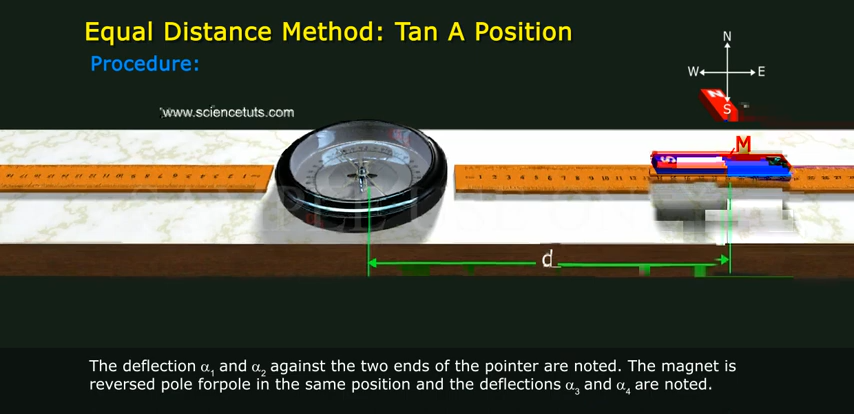 Equal Distance Method: Tan A Position
Procedure:
N
W E
S
www.sciencetuts.com
N
M
S
d
The deflection α1 and α2 against the two ends of the pointer are noted. The magnet is
reversed pole forpole in the same position and the deflections α3 and α4 are noted.